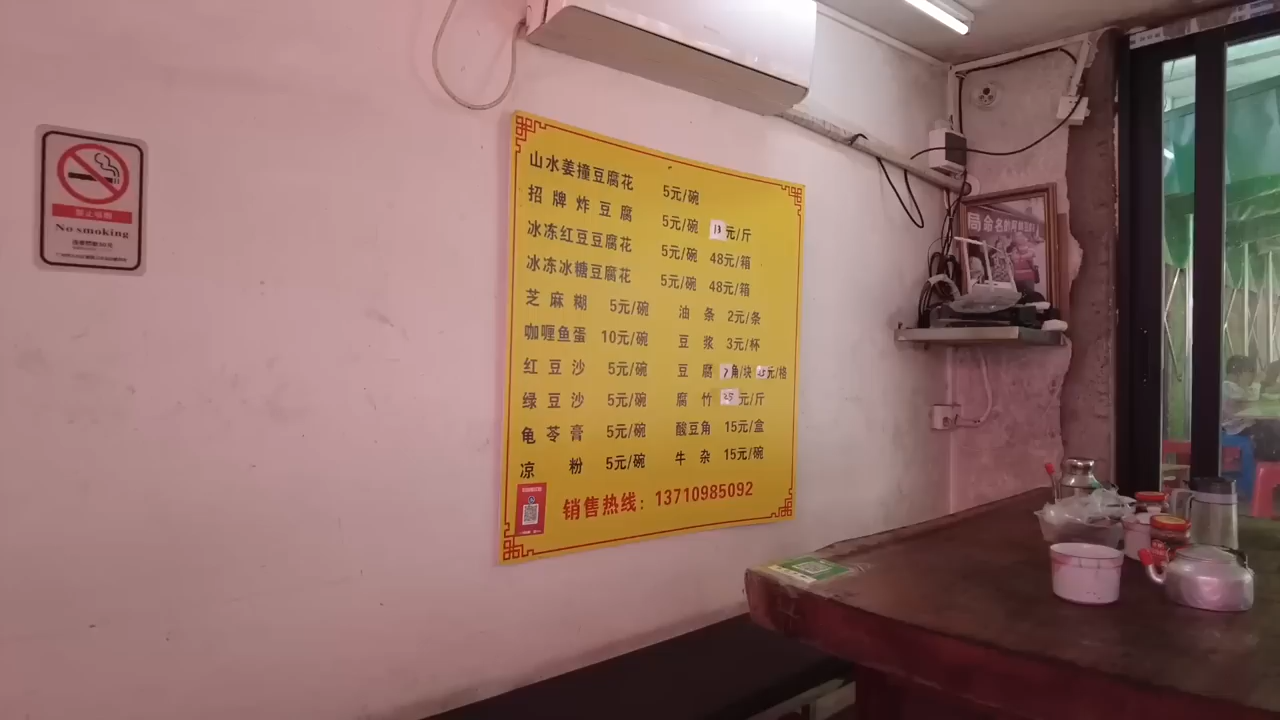 山水姜撞豆腐花 5元/碗
招牌炸豆腐 5元/碗 13元/斤
冰冻红豆豆腐花 5元/碗 48元/箱
冰冻冰糖豆腐花 5元/碗 48元/箱
芝麻糊 5元/碗 油条 2元/条
咖喱鱼蛋 10元/碗 豆浆 3元/杯
红豆沙 5元/碗 豆腐 7角/块 元/格
绿豆沙 5元/碗 腐竹 25元/斤
龟苓膏 5元/碗 酸豆角 15元/盒
凉粉 5元/碗 牛杂 15元/碗
销售热线：13710985092
禁止吸烟
No smoking
局命名的